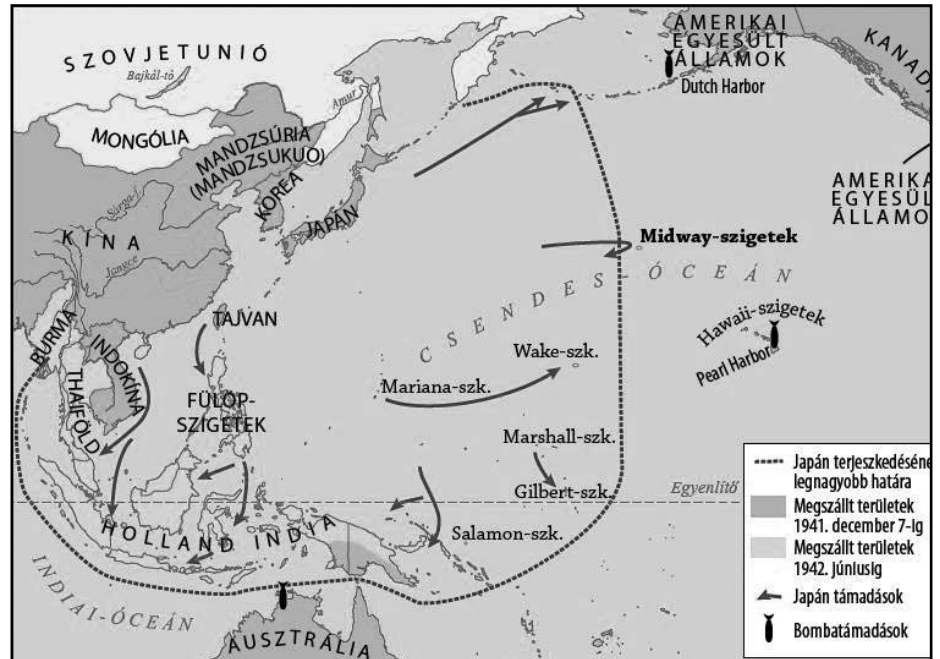 SZOVJETUNIÓ
Bajkál-tó
MONGÓLIA
Amur
MANDZSÚRIA
(MANDZSUKUO)
KOREA
JAPÁN
Sárga-f.
KÍNA
Jangce
TAJVAN
BURMA
INDOKÍNA
THAIFÖLD
FÜLÖP-
SZIGETEK
HOLLAND INDIA
INDIAI-ÓCEÁN
AUSZTRÁLIA
AMERIKAI
EGYESÜLT
ÁLLAMOK
Dutch Harbor
KANADA
AMERIK
EGYESÜL
ÁLLAMO
Midway-szigetek
CSENDES-ÓCEÁN
Hawaii-szigetek
Pearl Harbor
Wake-szk.
Mariana-szk.
Marshall-szk.
Gilbert-szk.
Egyenlítő
Salamon-szk.
Japán terjeszkedéséne
legnagyobb határa
Megszállt területek
1941. december 7-ig
Megszállt területek
1942. júniusig
Japán támadások
Bombatámadások